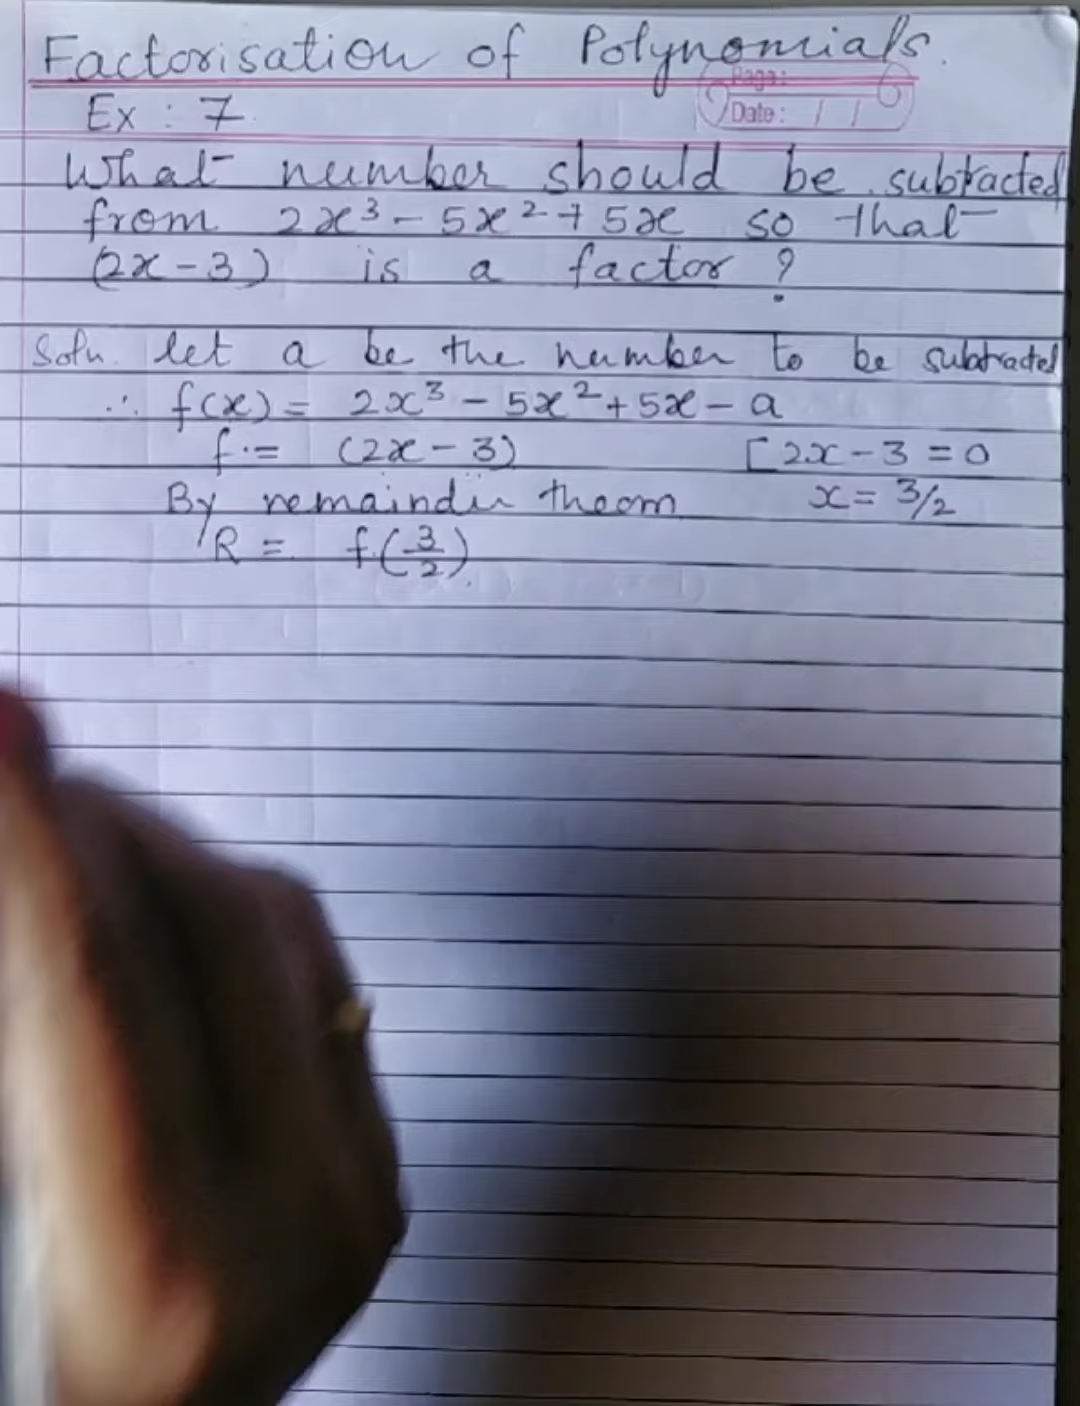 Factorisation of Polynomials.
Page:
Ex : 7.
Date : / /
What number should be subtracted
from 2x³ - 5x² + 5x so that
(2x - 3) is a factor ?
Soln. let a be the number to be subtracted
∴ f(x) = 2x³ - 5x² + 5x - a
f. = (2x - 3) [2x - 3 = 0
By remainder theom x = 3/2
R = f(3/2).